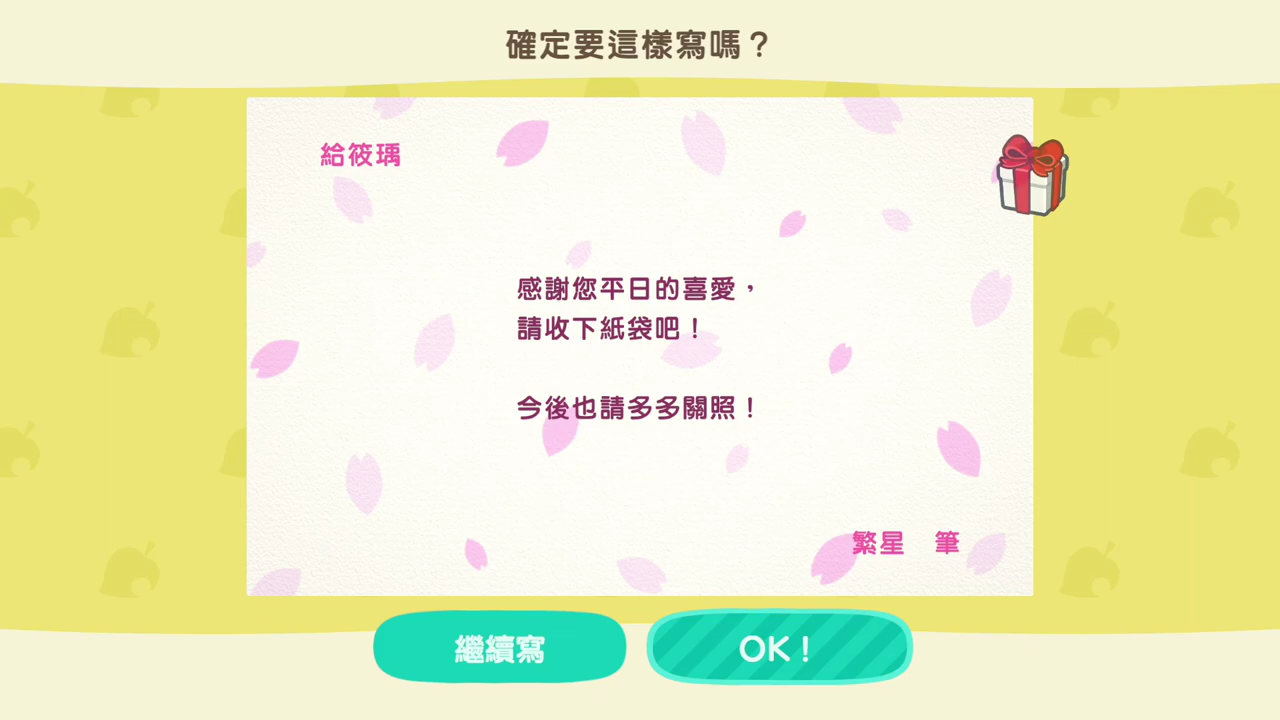 確定要這樣寫嗎？
給筱瑀
感謝您平日的喜愛，
請收下紙袋吧！
今後也請多多關照！
繁星　筆
繼續寫
OK！